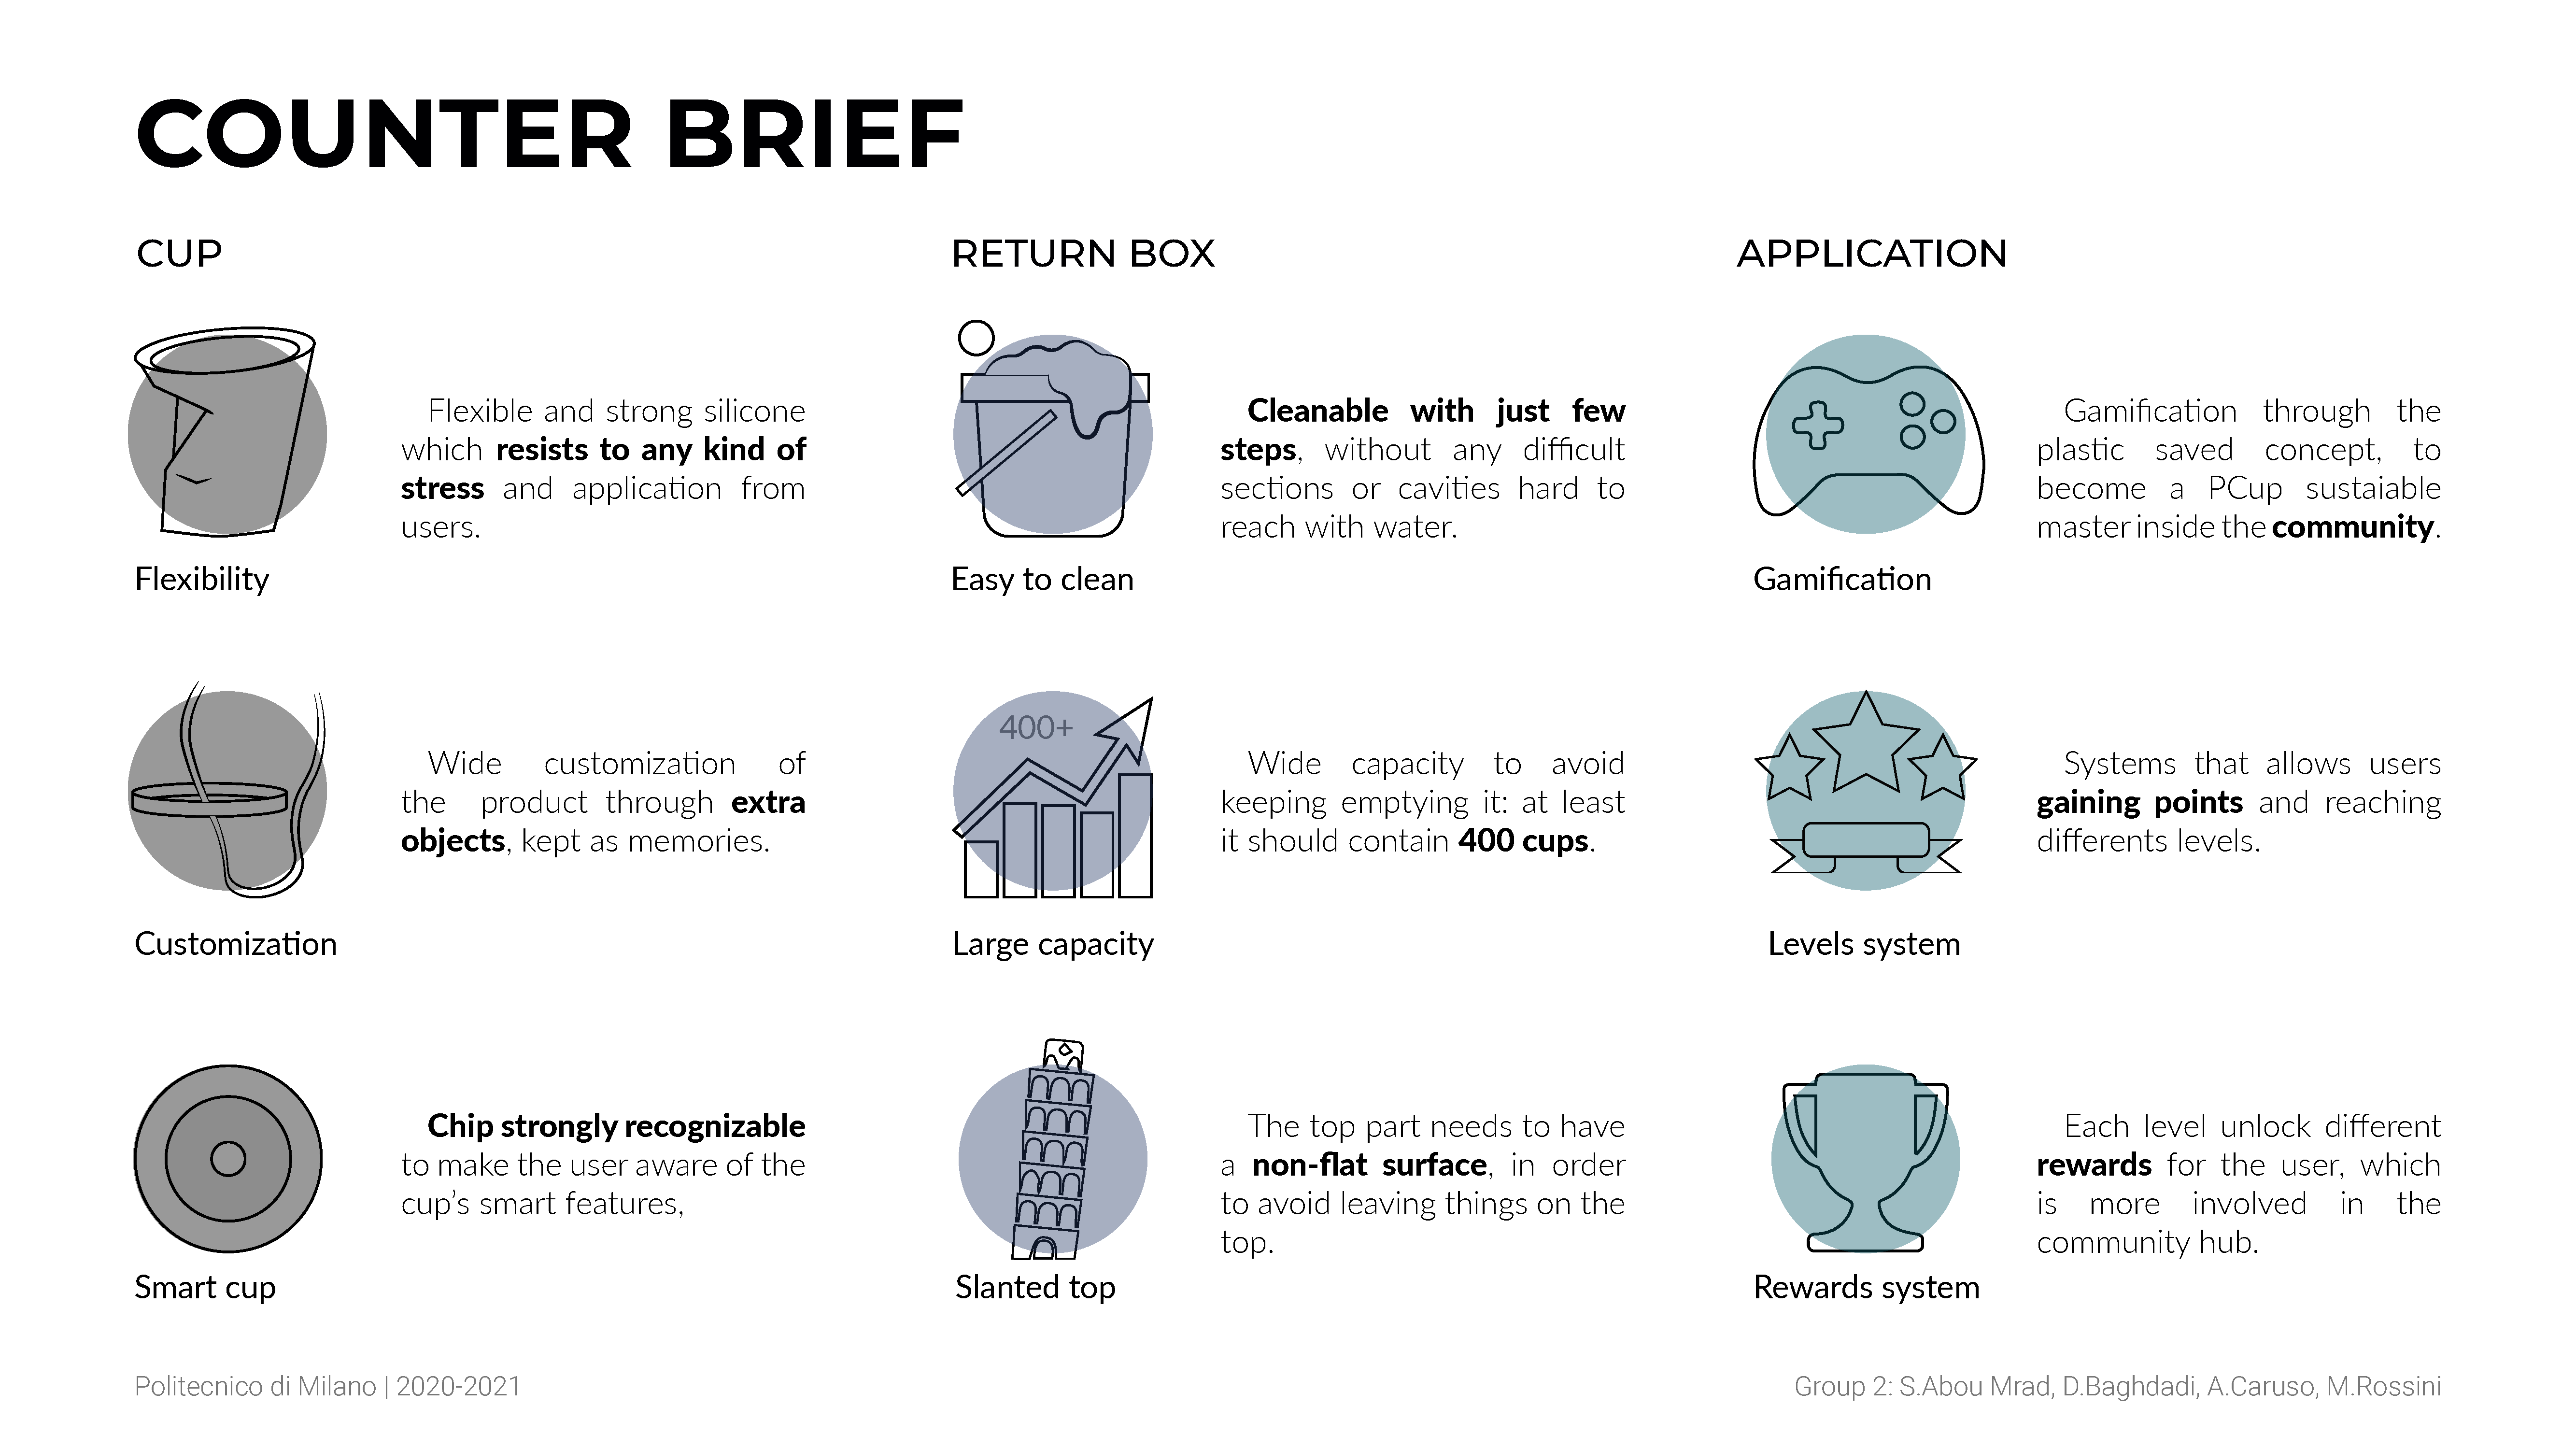 COUNTER BRIEF
CUP
Flexible and strong silicone
which resists to any kind of
stress and application from
users.
Flexibility
Wide customization of
the product through extra
objects, kept as memories.
Customization
Chip strongly recognizable
to make the user aware of the
cup's smart features,
Smart cup
RETURN BOX
Cleanable with just few
steps, without any difficult
sections or cavities hard to
reach with water.
Easy to clean
400+
Wide capacity to avoid
keeping emptying it: at least
it should contain 400 cups.
Large capacity
The top part needs to have
a non-flat surface, in order
to avoid leaving things on the
top.
Slanted top
APPLICATION
Gamification through the
plastic saved concept, to
become a PCup sustaiable
master inside the community.
Gamification
Systems that allows users
gaining points and reaching
differents levels.
Levels system
Each level unlock different
rewards for the user, which
is more involved in the
community hub.
Rewards system
Politecnico di Milano | 2020-2021
Group 2: S.Abou Mrad, D.Baghdadi, A.Caruso, M.Rossini